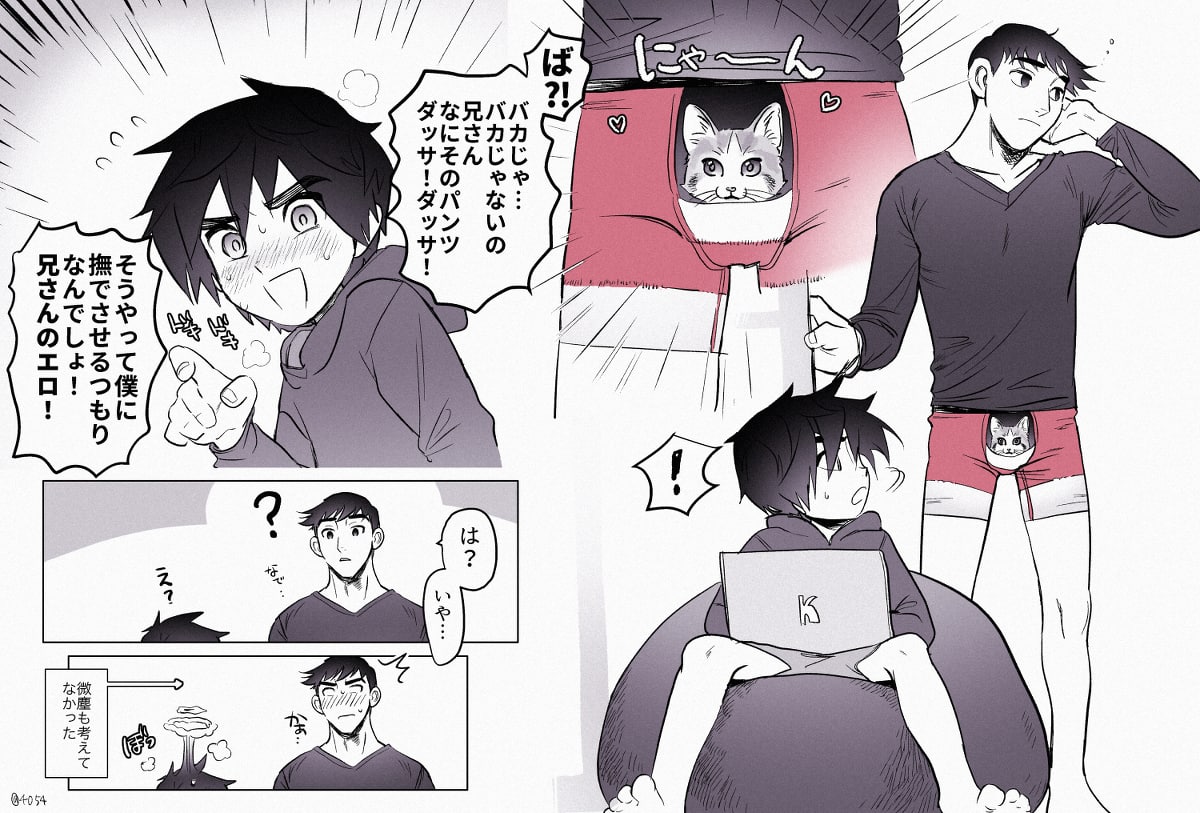 にゃ〜ん
！
K
ば?!
バカじゃ…
バカじゃないの
兄さん
なにそのパンツ
ダッサ！ダッサ！
ドキ
ドキ
そうやって僕に
撫でさせるつもり
なんでしょ！
兄さんのエロ！
は？
いや…
？
なで…
え？
かぁ…
ぼっ
微塵も考えて
なかった